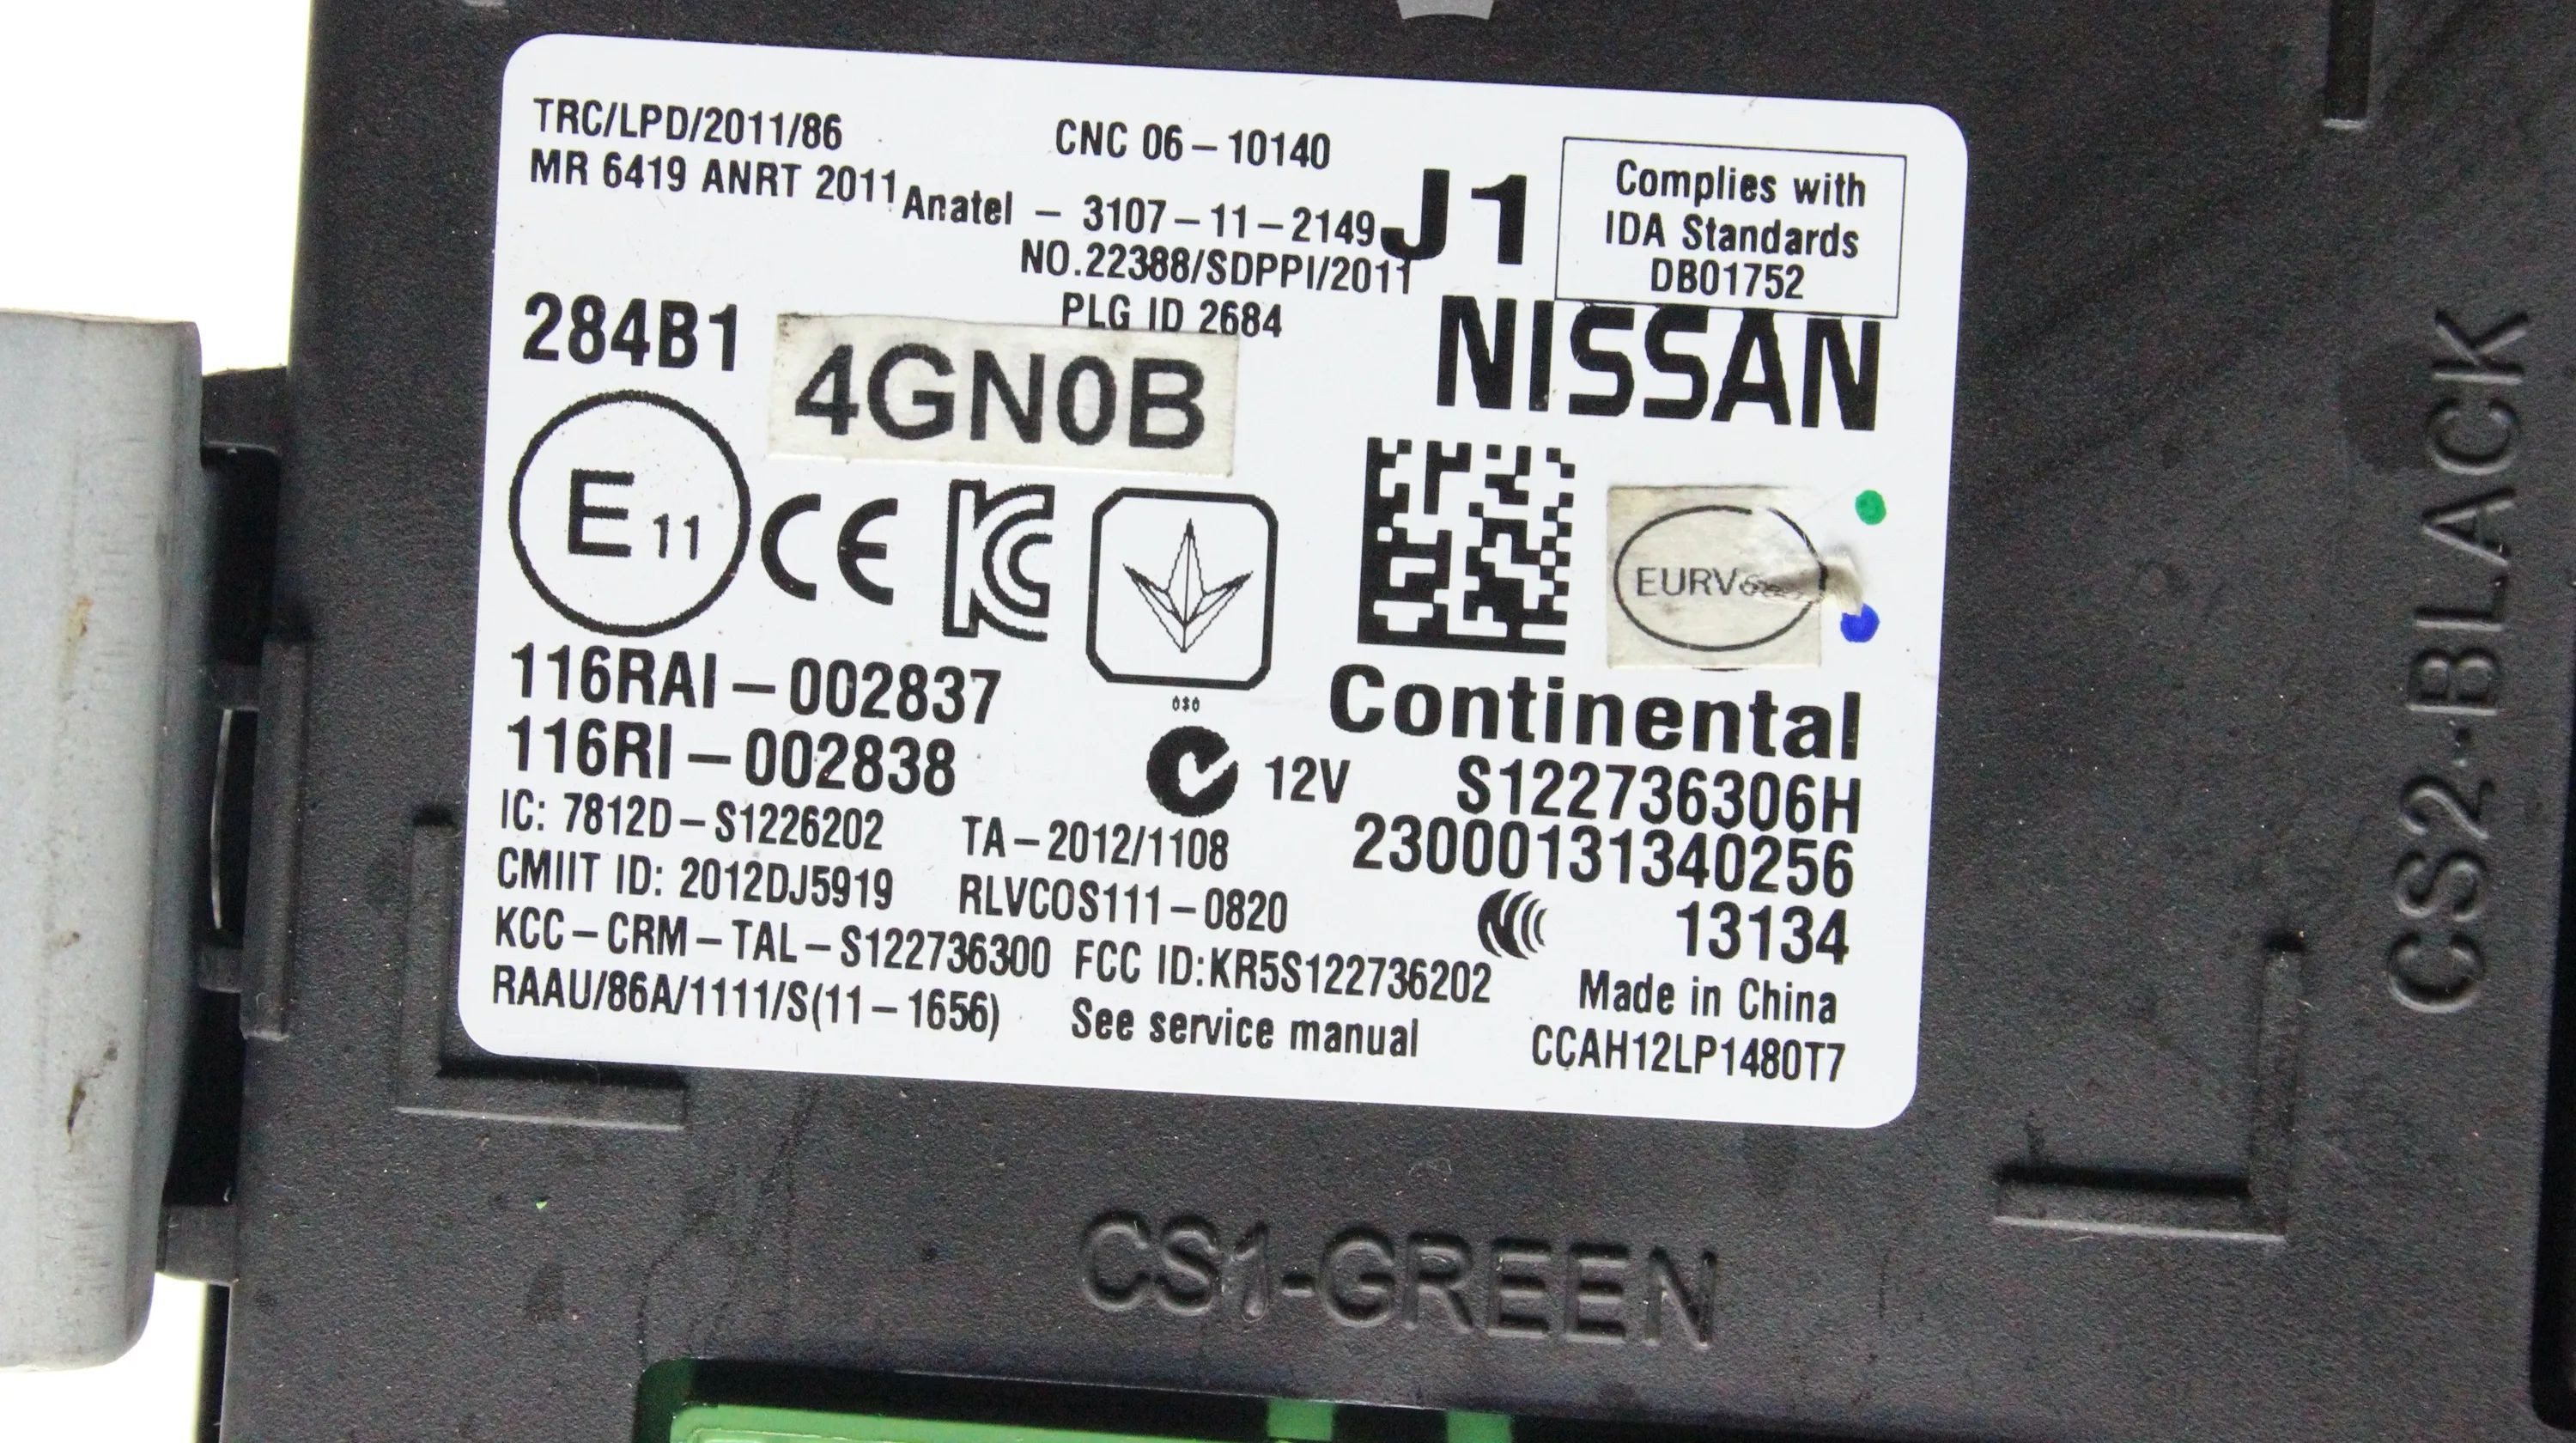 TRC/LPD/2011/86
CNC 06-10140
MR 6419 ANRT 2011
Anatel - 3107-11-2149
J1
Complies with
IDA Standards
DB01752
NO.22388/SDPPI/2011
PLG ID 2684
284B1
4GN0B
NISSAN
E 11
CE
KC
EURV
116RAI-002837
Continental
116RI-002838
12V
S122736306H
IC: 7812D-S1226202
TA-2012/1108
23000131340256
CMIIT ID: 2012DJ5919
RLVCOS111-0820
13134
KCC-CRM-TAL-S122736300
FCC ID:KR5S122736202
Made in China
RAAU/86A/1111/S(11-1656)
See service manual
CCAH12LP1480T7
CS1-GREEN
CS2-BLACK